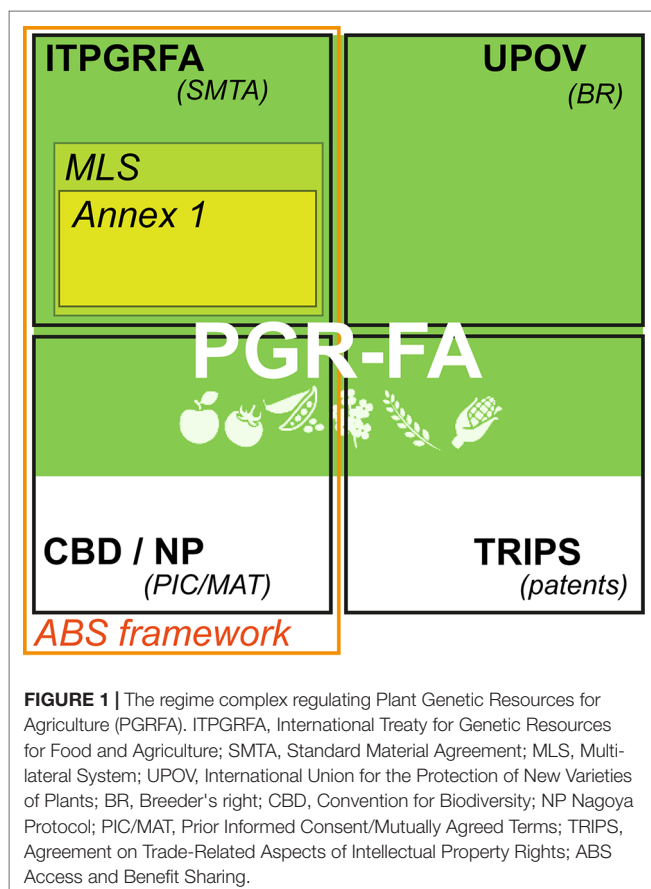 ITPGRFA
(SMTA)
UPOV
(BR)
MLS
Annex 1
PGR-FA
CBD / NP
(PIC/MAT)
TRIPS
(patents)
ABS framework
FIGURE 1 | The regime complex regulating Plant Genetic Resources for
Agriculture (PGRFA). ITPGRFA, International Treaty for Genetic Resources
for Food and Agriculture; SMTA, Standard Material Agreement; MLS, Multi-
lateral System; UPOV, International Union for the Protection of New Varieties
of Plants; BR, Breeder's right; CBD, Convention for Biodiversity; NP Nagoya
Protocol; PIC/MAT, Prior Informed Consent/Mutually Agreed Terms; TRIPS,
Agreement on Trade-Related Aspects of Intellectual Property Rights; ABS
Access and Benefit Sharing.